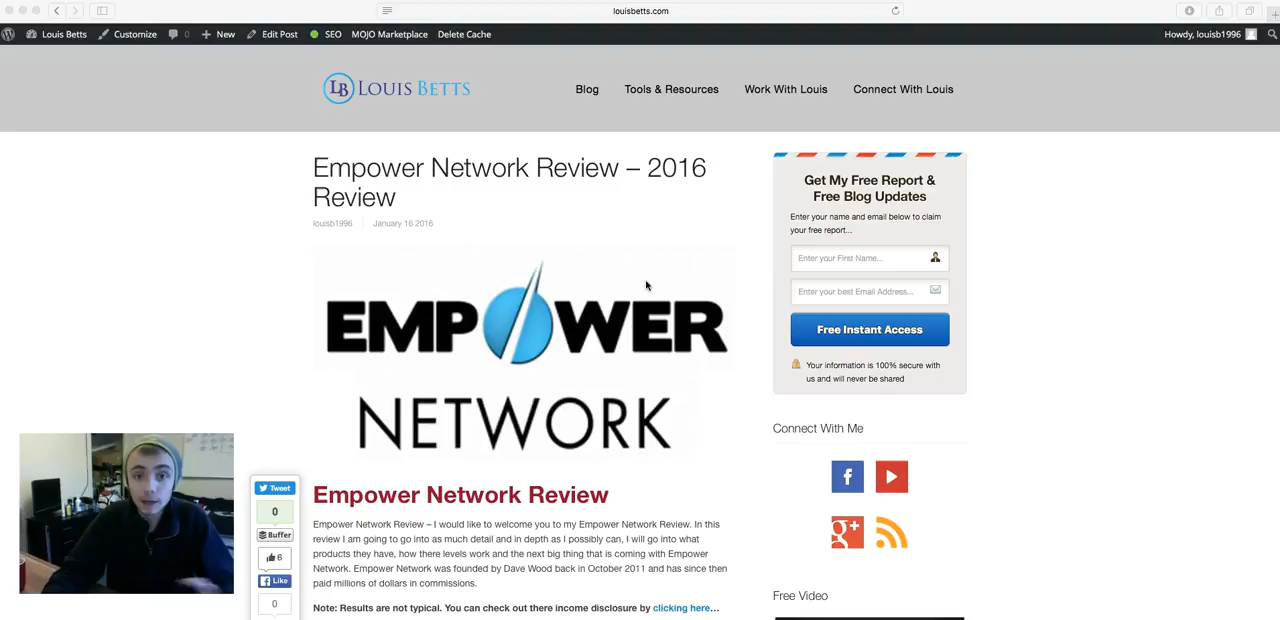 louisbetts.com
Louis Betts
Customize
0
New
Edit Post
SEO
MOJO Marketplace
Delete Cache
Howdy, louisb1996
LB LOUIS BETTS
Blog
Tools & Resources
Work With Louis
Connect With Louis
Empower Network Review – 2016
Review
louisb1996
January 16 2016
EMPOWER
NETWORK
Empower Network Review
Empower Network Review – I would like to welcome you to my Empower Network Review. In this
review I am going to go into as much detail and in depth as I possibly can, I will go into what
products they have, how there levels work and the next big thing that is coming with Empower
Network. Empower Network was founded by Dave Wood back in October 2011 and has since then
paid millions of dollars in commissions.
Note: Results are not typical. You can check out there income disclosure by clicking here...
Tweet
0
Buffer
6
Like
0
Get My Free Report &
Free Blog Updates
Enter your name and email below to claim
your free report...
Enter your First Name...
Enter your best Email Address...
Free Instant Access
Your information is 100% secure with
us and will never be shared
Connect With Me
f
g+
Free Video